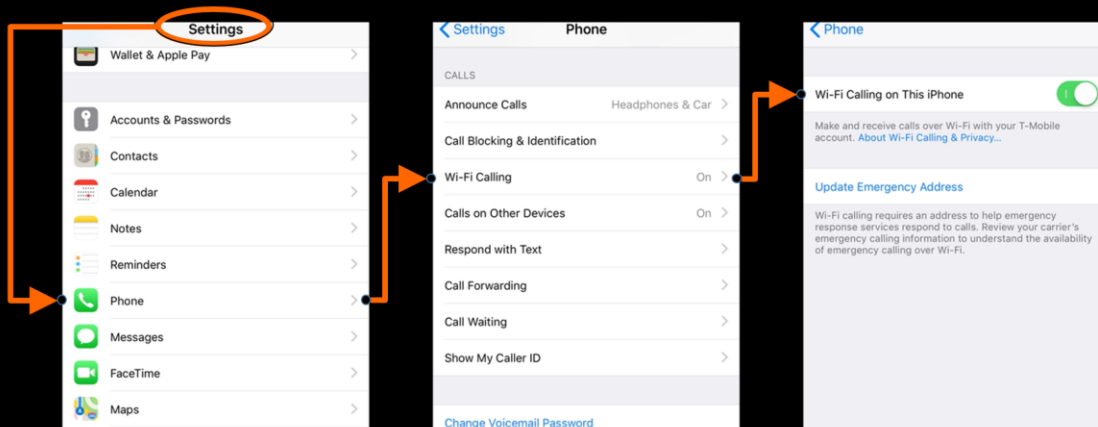 Settings
Wallet & Apple Pay
Accounts & Passwords
Contacts
Calendar
Notes
Reminders
Phone
Messages
FaceTime
Maps
Settings
Phone
CALLS
Announce Calls
Headphones & Car
Call Blocking & Identification
Wi-Fi Calling
On
Calls on Other Devices
On
Respond with Text
Call Forwarding
Call Waiting
Show My Caller ID
Change Voicemail Password
Phone
Wi-Fi Calling on This iPhone
Make and receive calls over Wi-Fi with your T-Mobile
account. About Wi-Fi Calling & Privacy...
Update Emergency Address
Wi-Fi calling requires an address to help emergency
response services respond to calls. Review your carrier's
emergency calling information to understand the availability
of emergency calling over Wi-Fi.